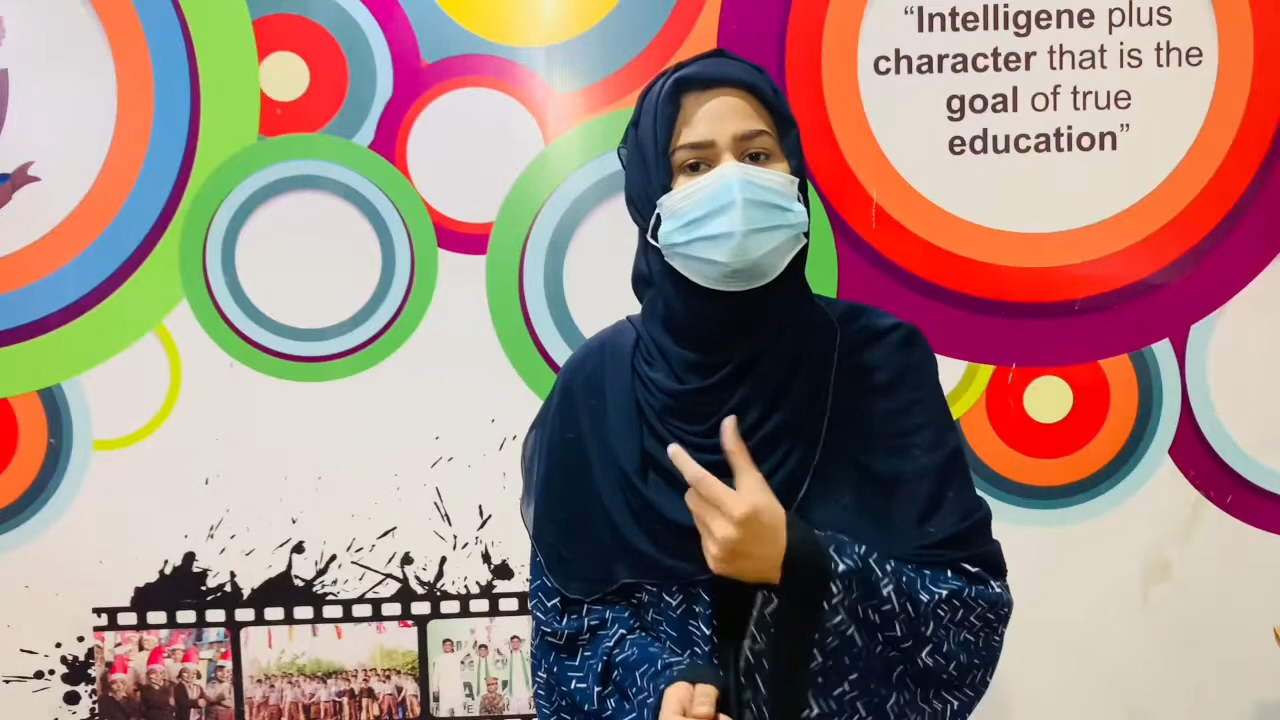 “Intelligene plus
character that is the
goal of true
education”